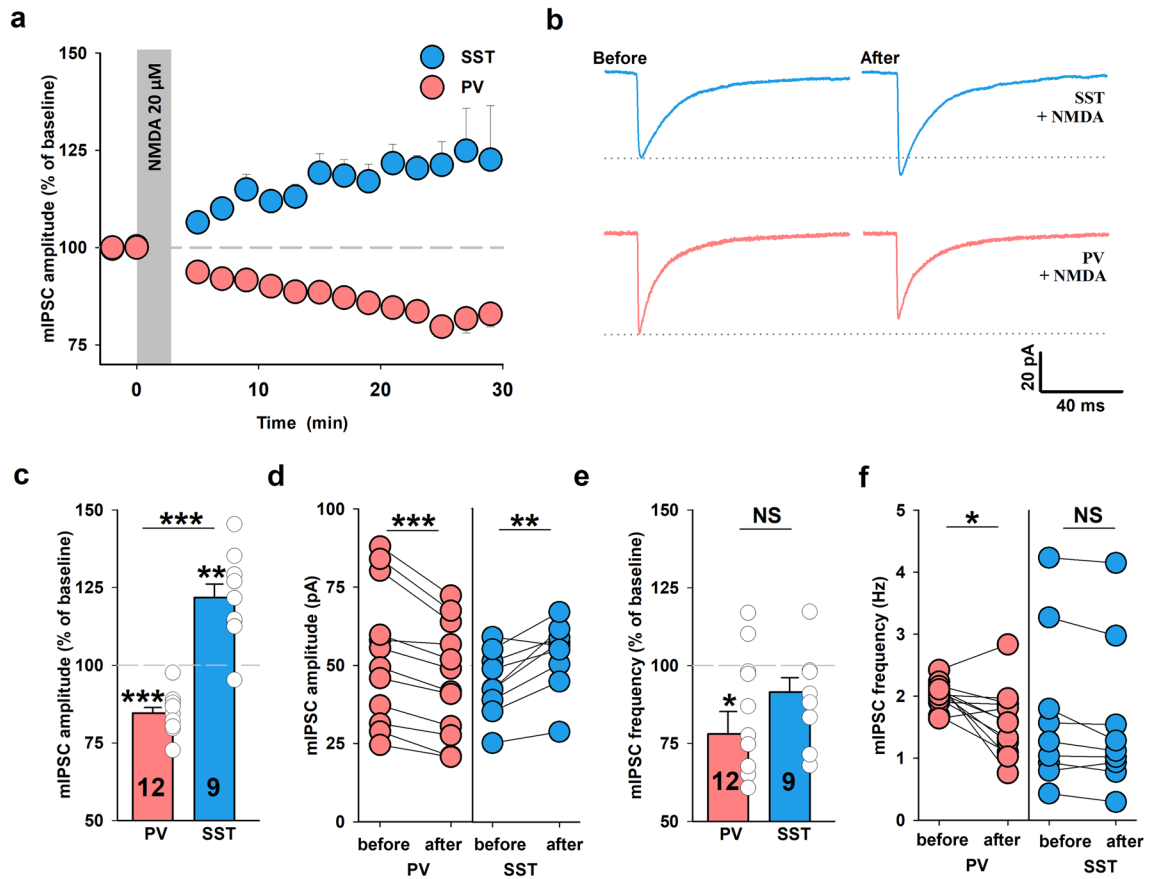 a
mIPSC amplitude (% of baseline)
150
125
100
75
NMDA 20 µM
SST
PV
0
10
20
30
Time (min)
b
Before
After
SST
+ NMDA
PV
+ NMDA
20 pA
40 ms
c
mIPSC amplitude (% of baseline)
150
125
100
75
50
***
***
**
12
9
PV
SST
d
mIPSC amplitude (pA)
100
75
50
25
0
***
**
before
after
before
after
PV
SST
e
mIPSC frequency (% of baseline)
150
125
100
75
50
NS
*
12
9
PV
SST
f
mIPSC frequency (Hz)
5
4
3
2
1
0
*
NS
before
after
before
after
PV
SST